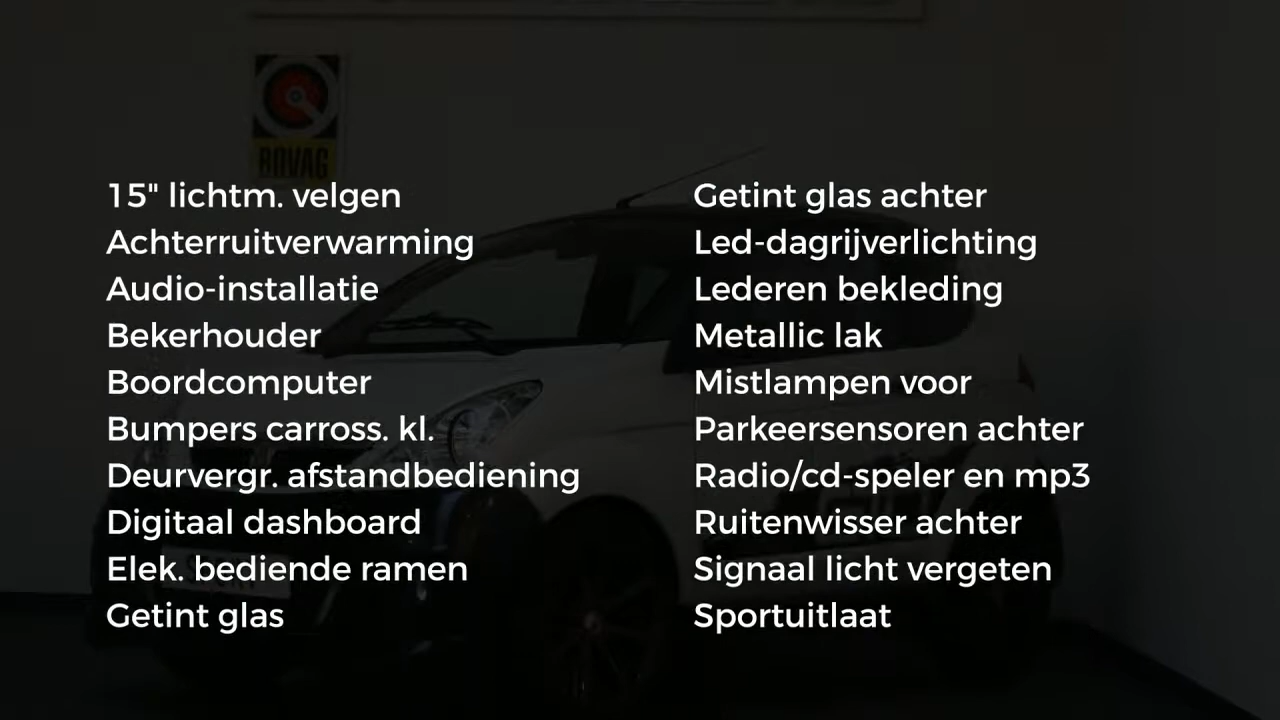 BOVAG
15" lichtm. velgen
Achterruitverwarming
Audio-installatie
Bekerhouder
Boordcomputer
Bumpers carross. kl.
Deurvergr. afstandbediening
Digitaal dashboard
Elek. bediende ramen
Getint glas
Getint glas achter
Led-dagrijverlichting
Lederen bekleding
Metallic lak
Mistlampen voor
Parkeersensoren achter
Radio/cd-speler en mp3
Ruitenwisser achter
Signaal licht vergeten
Sportuitlaat